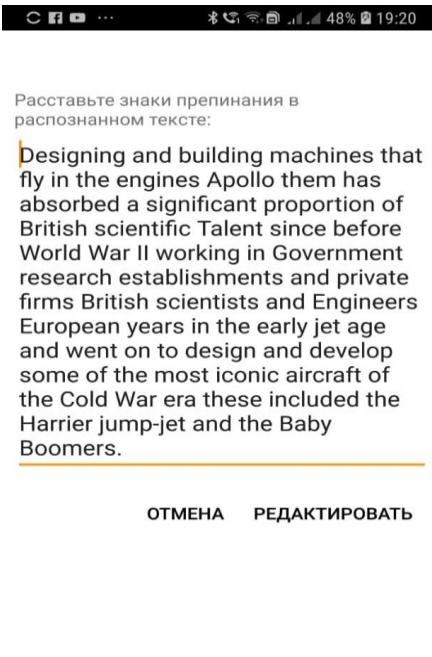 48% 19:20
Расставьте знаки препинания в
распознанном тексте:
Designing and building machines that
fly in the engines Apollo them has
absorbed a significant proportion of
British scientific Talent since before
World War II working in Government
research establishments and private
firms British scientists and Engineers
European years in the early jet age
and went on to design and develop
some of the most iconic aircraft of
the Cold War era these included the
Harrier jump-jet and the Baby
Boomers.
ОТМЕНА РЕДАКТИРОВАТЬ